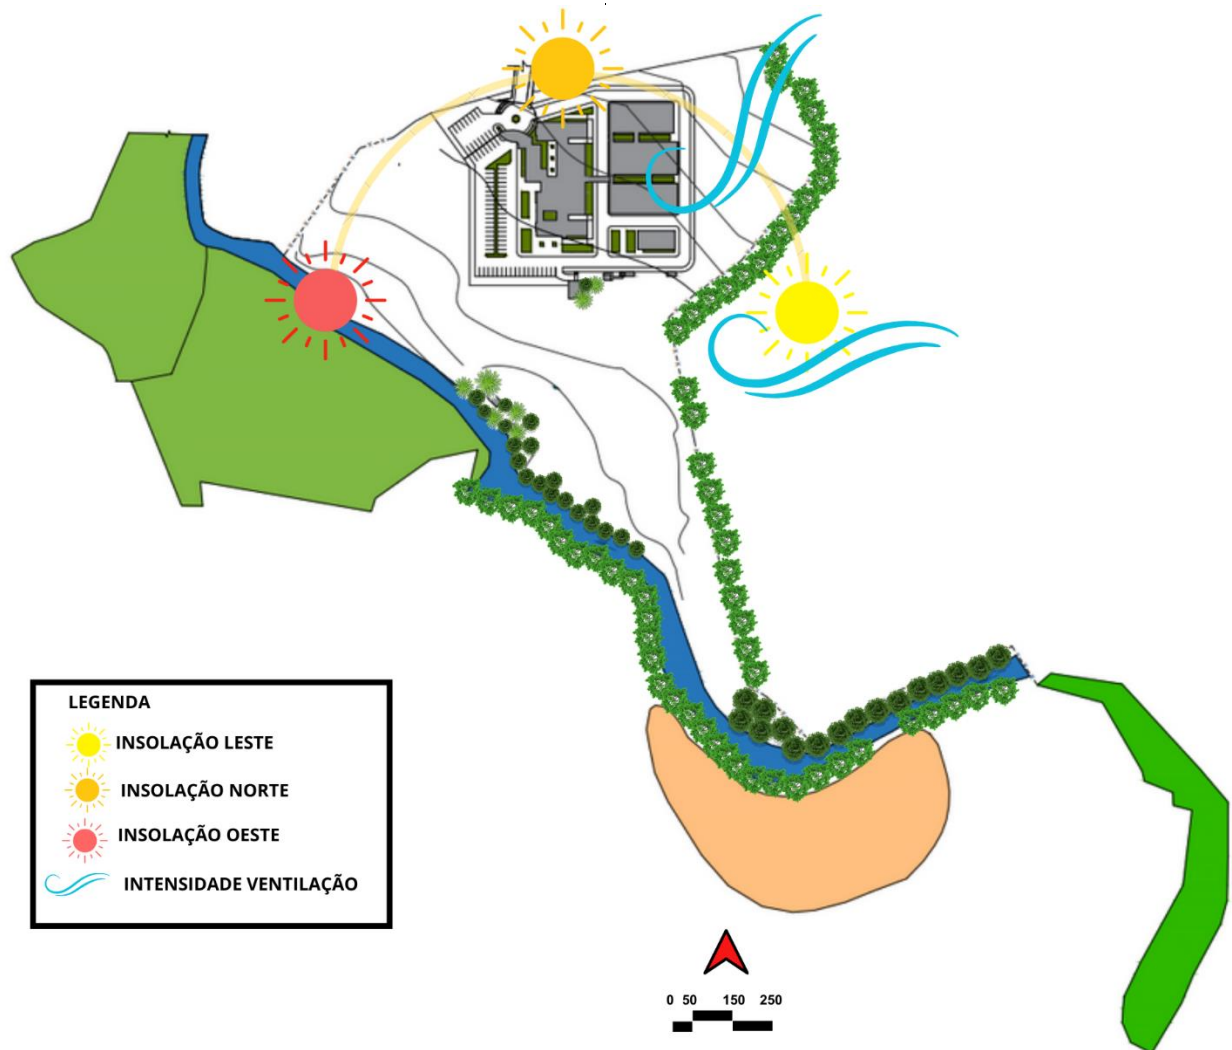 LEGENDA
INSOLAÇÃO LESTE
INSOLAÇÃO NORTE
INSOLAÇÃO OESTE
INTENSIDADE VENTILAÇÃO
0 50 150 250